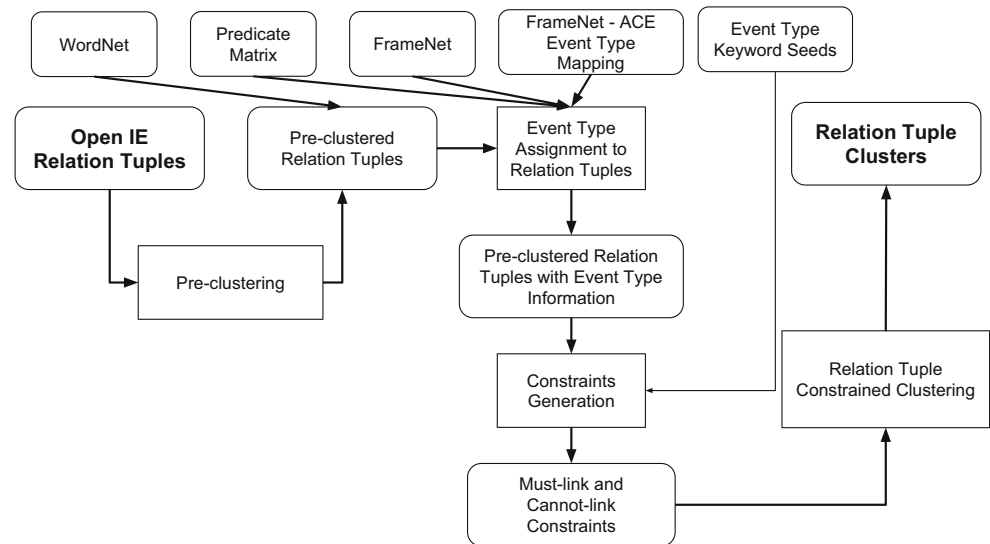 WordNet
Predicate
Matrix
FrameNet
FrameNet - ACE
Event Type
Mapping
Event Type
Keyword Seeds
Open IE
Relation Tuples
Pre-clustered
Relation Tuples
Event Type
Assignment to
Relation Tuples
Relation Tuple
Clusters
Pre-clustering
Pre-clustered Relation
Tuples with Event Type
Information
Constraints
Generation
Relation Tuple
Constrained Clustering
Must-link and
Cannot-link
Constraints